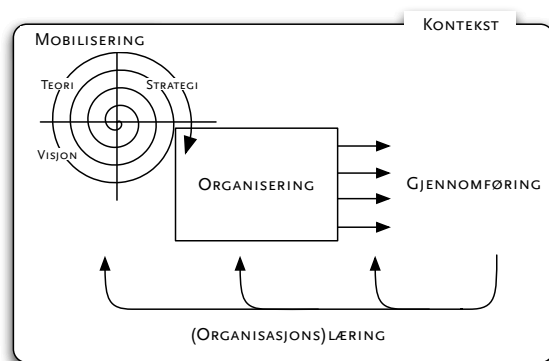 KONTEKST
MOBILISERING
TEORI
STRATEGI
VISJON
ORGANISERING
GJENNOMFØRING
(ORGANISASJONS)LÆRING